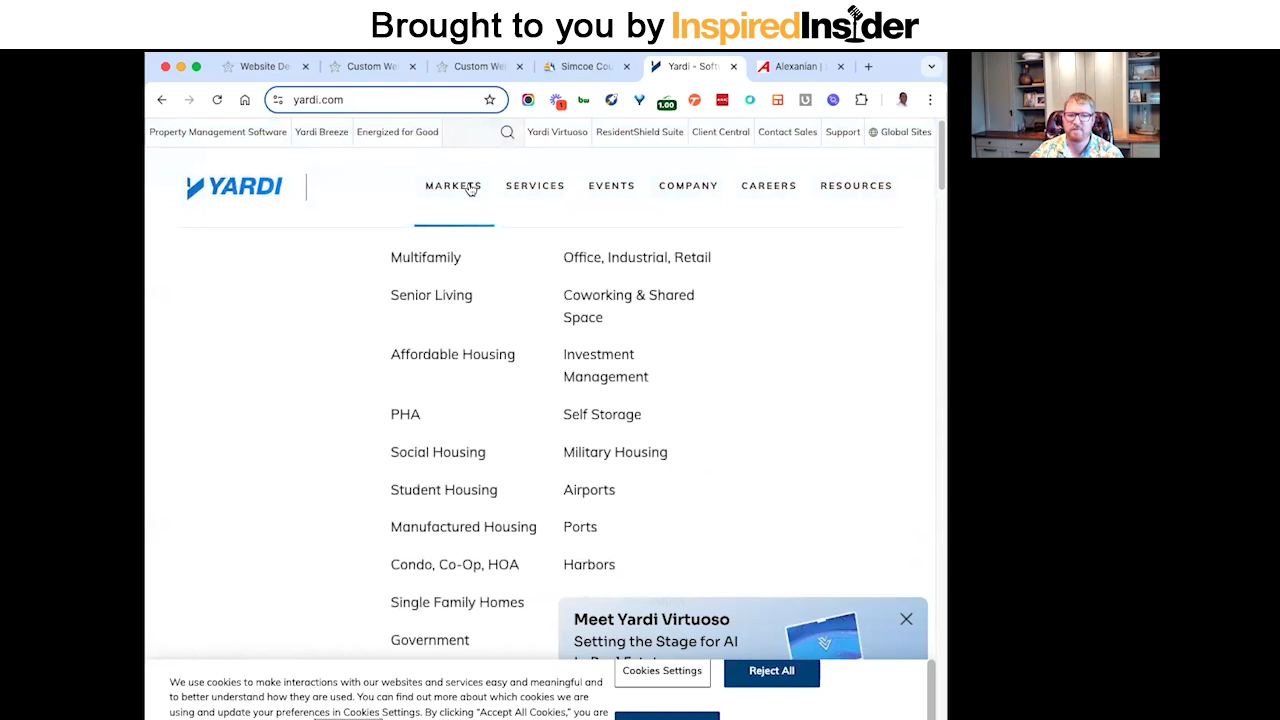 Brought to you by InspiredInsider
Website De
Custom We
Custom Wel
Simcoe Cou
Yardi - Soft
Alexanian |
yardi.com
1
bw
1.00
Property Management Software
Yardi Breeze
Energized for Good
Yardi Virtuoso
ResidentShield Suite
Client Central
Contact Sales
Support
Global Sites
YARDI
MARKETS
SERVICES
EVENTS
COMPANY
CAREERS
RESOURCES
Multifamily
Senior Living
Affordable Housing
PHA
Social Housing
Student Housing
Manufactured Housing
Condo, Co-Op, HOA
Single Family Homes
Government
Office, Industrial, Retail
Coworking & Shared
Space
Investment
Management
Self Storage
Military Housing
Airports
Ports
Harbors
Meet Yardi Virtuoso
Setting the Stage for AI
We use cookies to make interactions with our websites and services easy and meaningful and
to better understand how they are used. You can find out more about which cookies we are
using and update your preferences in Cookies Settings. By clicking “Accept All Cookies,” you are
Cookies Settings
Reject All